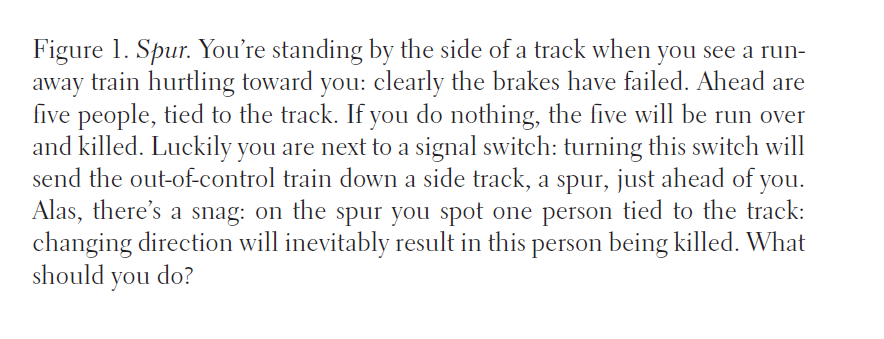 Figure 1. Spur. You’re standing by the side of a track when you see a run-
away train hurtling toward you: clearly the brakes have failed. Ahead are
five people, tied to the track. If you do nothing, the five will be run over
and killed. Luckily you are next to a signal switch: turning this switch will
send the out-of-control train down a side track, a spur, just ahead of you.
Alas, there’s a snag: on the spur you spot one person tied to the track:
changing direction will inevitably result in this person being killed. What
should you do?